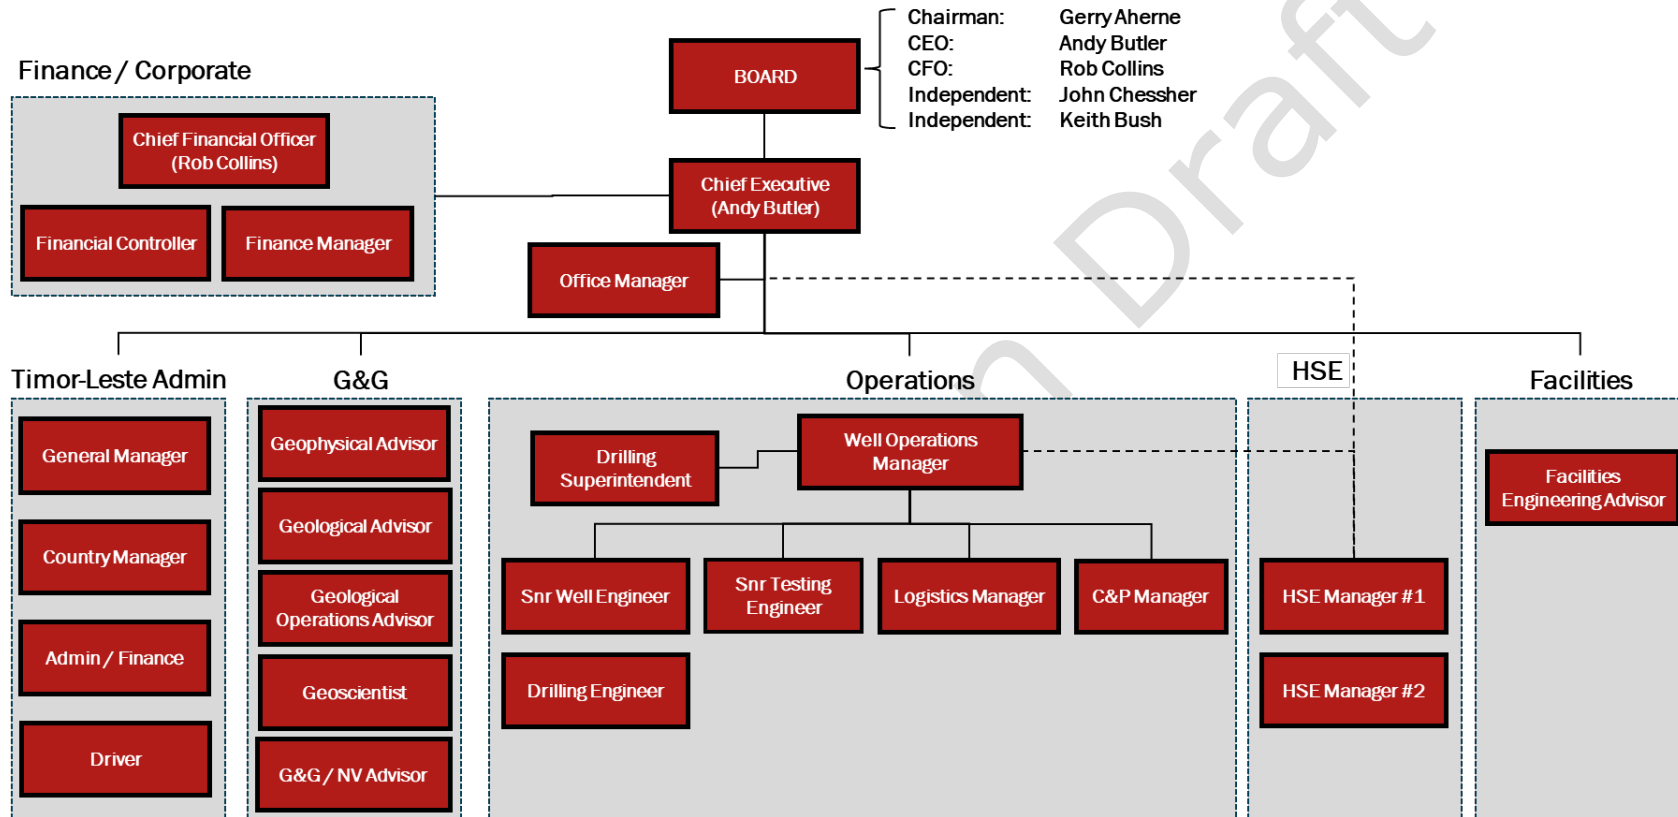 Chairman: Gerry Aherne
CEO: Andy Butler
CFO: Rob Collins
Independent: John Chessher
Independent: Keith Bush
BOARD
Finance / Corporate
Chief Financial Officer
(Rob Collins)
Financial Controller
Finance Manager
Chief Executive
(Andy Butler)
Office Manager
Timor-Leste Admin
G&G
Operations
HSE
Facilities
General Manager
Country Manager
Admin / Finance
Driver
Geophysical Advisor
Geological Advisor
Geological
Operations Advisor
Geoscientist
G&G / NV Advisor
Drilling
Superintendent
Well Operations
Manager
Snr Well Engineer
Snr Testing
Engineer
Logistics Manager
C&P Manager
Drilling Engineer
HSE Manager #1
HSE Manager #2
Facilities
Engineering Advisor
Draft